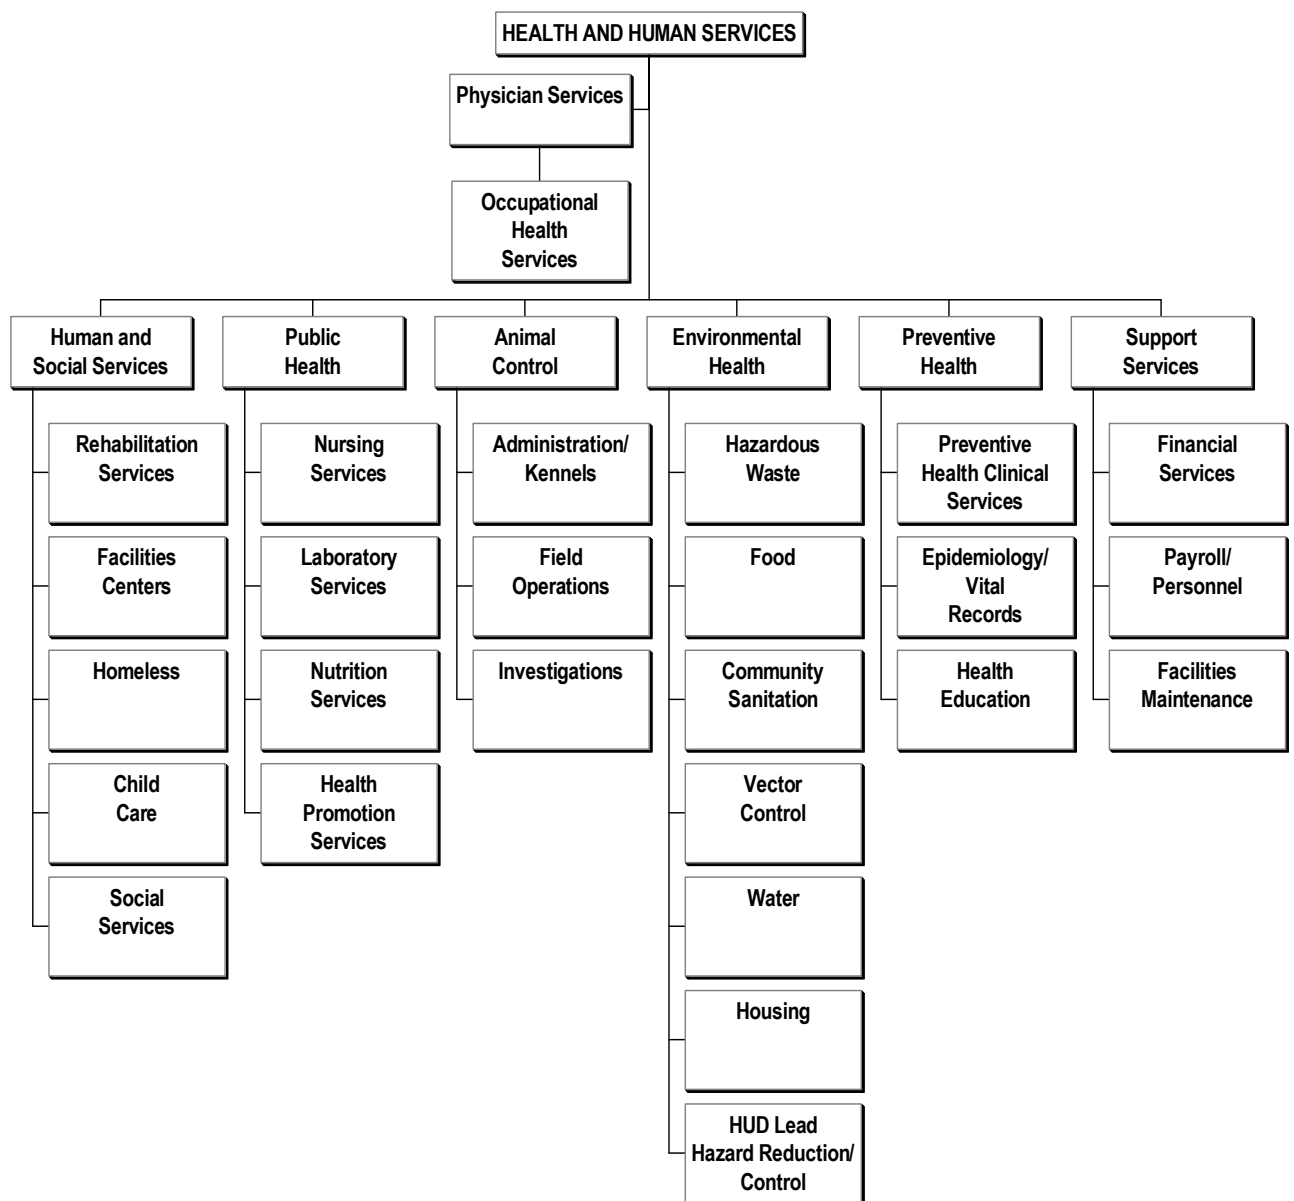 HEALTH AND HUMAN SERVICES
Physician Services
Occupational
Health
Services
Human and
Social Services
Public
Health
Animal
Control
Environmental
Health
Preventive
Health
Support
Services
Rehabilitation
Services
Facilities
Centers
Homeless
Child
Care
Social
Services
Nursing
Services
Laboratory
Services
Nutrition
Services
Health
Promotion
Services
Administration/
Kennels
Field
Operations
Investigations
Hazardous
Waste
Food
Community
Sanitation
Vector
Control
Water
Housing
HUD Lead
Hazard Reduction/
Control
Preventive
Health Clinical
Services
Epidemiology/
Vital
Records
Health
Education
Financial
Services
Payroll/
Personnel
Facilities
Maintenance